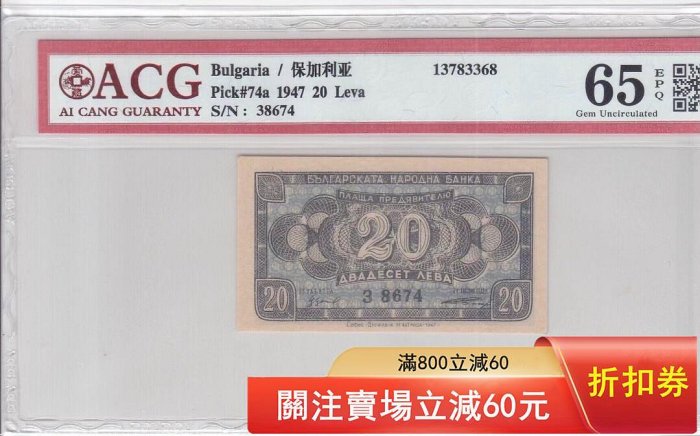 ACG
AI CANG GUARANTY
Bulgaria / 保加利亚
13783368
Pick#74a 1947 20 Leva
S/N: 38674
65
EPQ
Gem Uncirculated
БЪЛГАРСКАТА НАРОДНА БАНКА
ПЛАЩА ПРЕДЯВИТЕЛЮ
20
ДВАДЕСЕТ ЛЕВА
З 8674
20
20
滿800立減60
關注賣場立減60元
折扣券